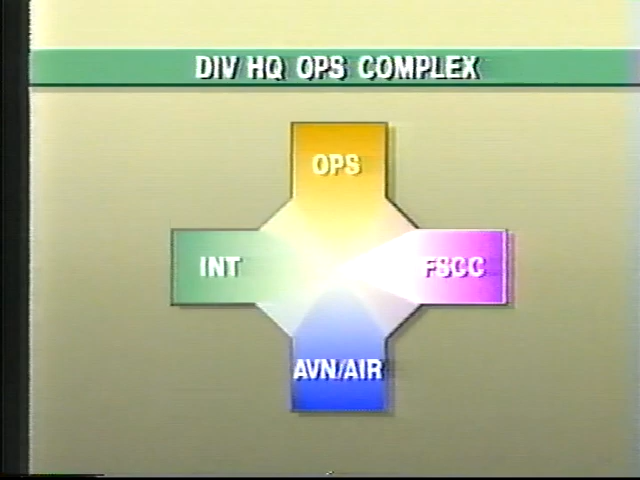 DIV HQ OPS COMPLEX
OPS
INT
FSCC
AVN/AIR